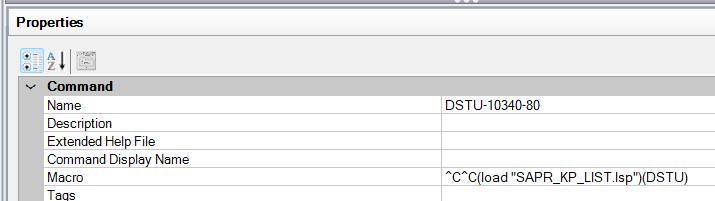 Properties
Command
Name DSTU-10340-80
Description
Extended Help File
Command Display Name
Macro ^C^C(load "SAPR_KP_LIST.lsp")(DSTU)
Tags